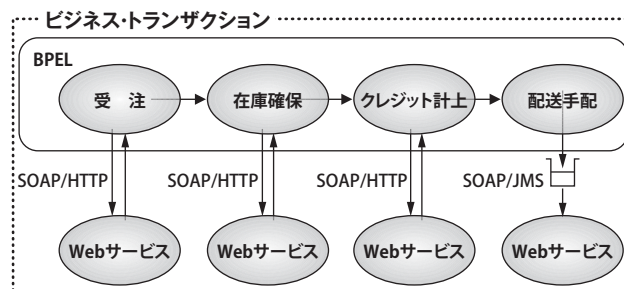 ビジネス・トランザクション
BPEL
受 注
在庫確保
クレジット計上
配送手配
SOAP/HTTP
SOAP/HTTP
SOAP/HTTP
SOAP/JMS
Webサービス
Webサービス
Webサービス
Webサービス